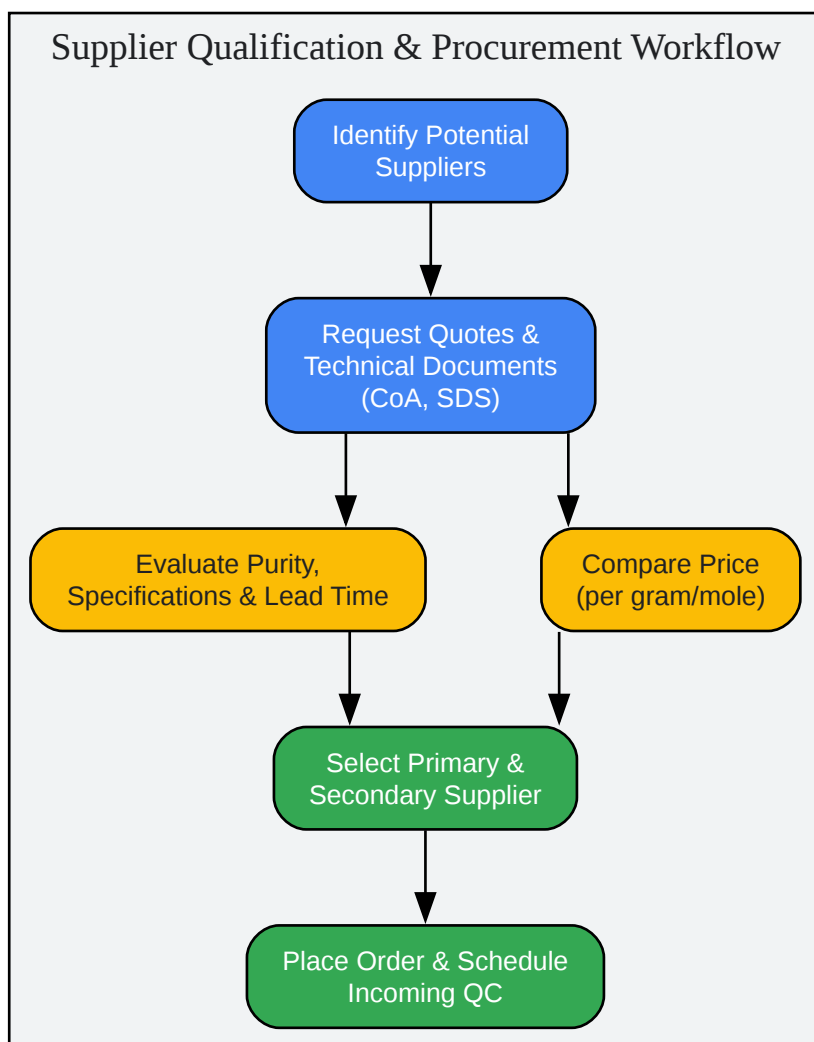 Supplier Qualification & Procurement Workflow
Identify Potential
Suppliers
Request Quotes &
Technical Documents
(CoA, SDS)
Evaluate Purity,
Specifications & Lead Time
Compare Price
(per gram/mole)
Select Primary &
Secondary Supplier
Place Order & Schedule
Incoming QC